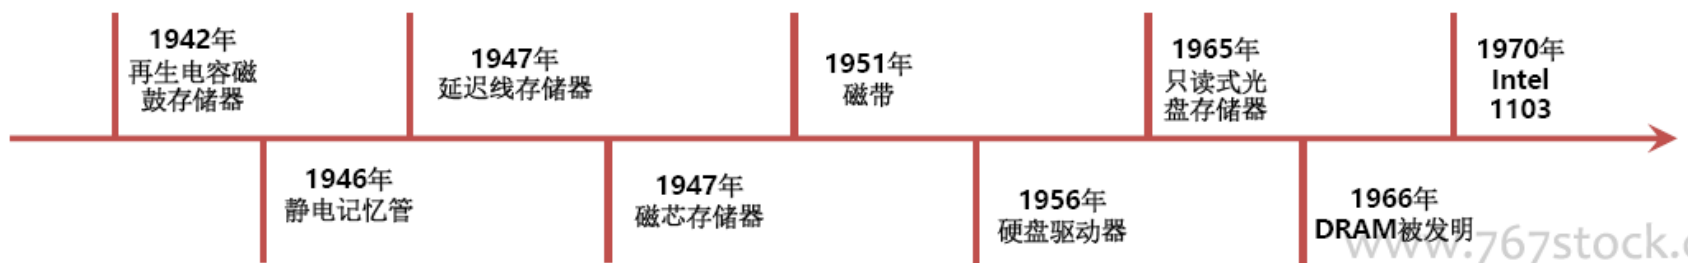 1942年
再生电容磁
鼓存储器
1946年
静电记忆管
1947年
延迟线存储器
1947年
磁芯存储器
1951年
磁带
1956年
硬盘驱动器
1965年
只读式光
盘存储器
1966年
DRAM被发明
1970年
Intel
1103
www.767stock.c